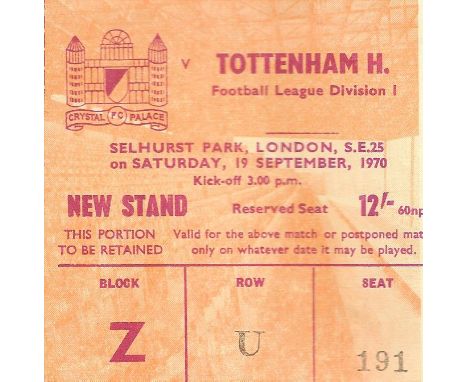 v TOTTENHAM H.
Football League Division 1
CRYSTAL FC PALACE
SELHURST PARK, LONDON, S.E.25
on SATURDAY, 19 SEPTEMBER, 1970
Kick-off 3.00 p.m.
NEW STAND Reserved Seat 12/- 60np
THIS PORTION Valid for the above match or postponed mat
TO BE RETAINED only on whatever date it may be played.
BLOCK ROW SEAT
Z U 191